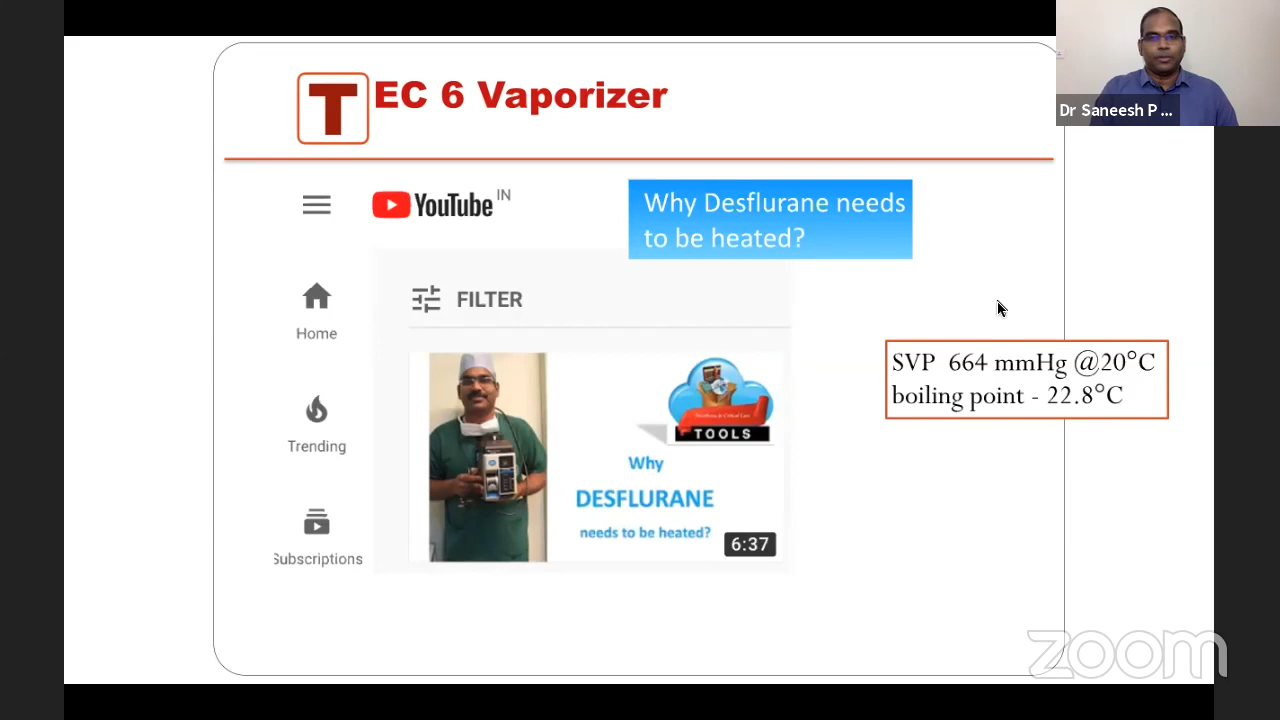 TEC 6 Vaporizer
Dr Saneesh P ...
YouTube IN
Why Desflurane needs
to be heated?
FILTER
Home
SVP 664 mmHg @20°C
boiling point - 22.8°C
Trending
TOOLS
Why
DESFLURANE
needs to be heated?
6:37
Subscriptions
zoom